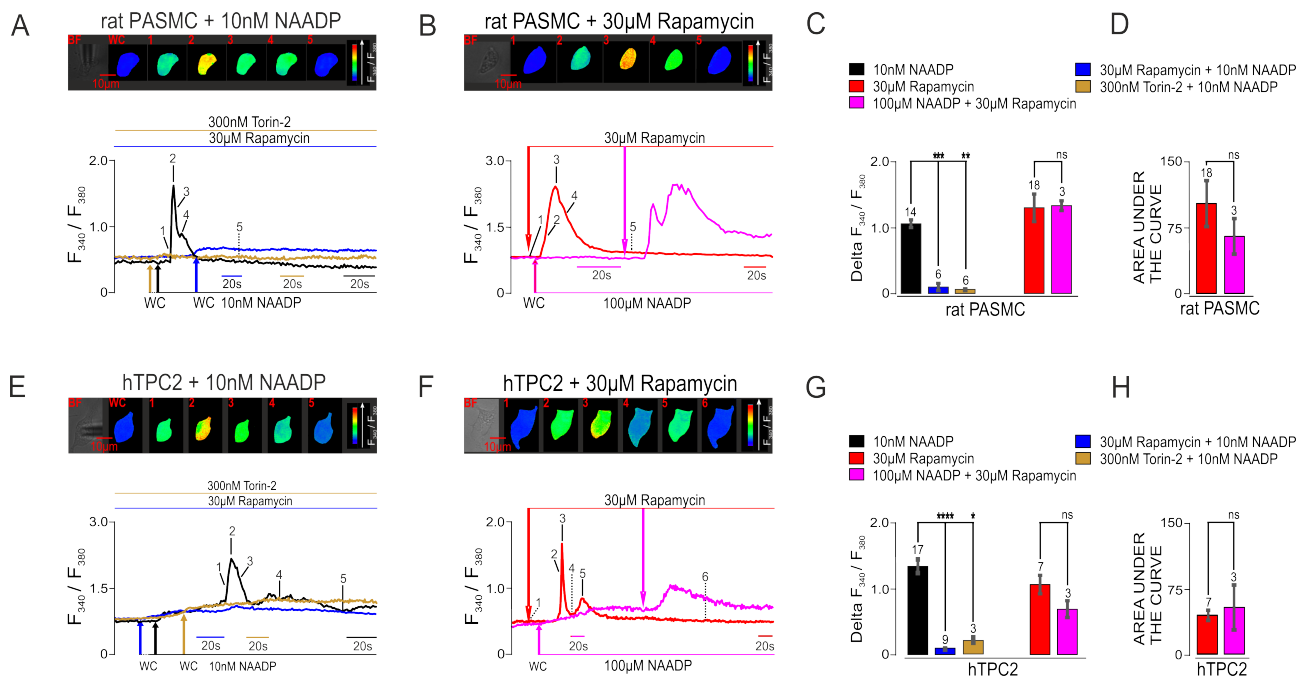 A
rat PASMC + 10nM NAADP
BF WC 1 2 3 4 5
10µm
F340 / F380
300nM Torin-2
30µM Rapamycin
F340 / F380
2.0
1.0
0
1 2 3 4 5
20s 20s 20s
WC WC 10nM NAADP
B
rat PASMC + 30µM Rapamycin
BF 1 2 3 4 5
10µm
F340 / F380
30µM Rapamycin
F340 / F380
3.0
1.5
0
1 2 3 4 5
20s 20s
WC
100µM NAADP
C
10nM NAADP
30µM Rapamycin
100µM NAADP + 30µM Rapamycin
Delta F340 / F380
2.0
1.0
0
*** ** ns
14 6 6 18 3
rat PASMC
D
30µM Rapamycin + 10nM NAADP
300nM Torin-2 + 10nM NAADP
AREA UNDER
THE CURVE
150
75
0
ns
18 3
rat PASMC
E
hTPC2 + 10nM NAADP
BF WC 1 2 3 4 5
10µm
F340 / F380
300nM Torin-2
30µM Rapamycin
F340 / F380
3.0
1.5
0
1 2 3 4 5
20s 20s 20s
WC WC 10nM NAADP
F
hTPC2 + 30µM Rapamycin
BF 1 2 3 4 5 6
10µm
F340 / F380
30µM Rapamycin
F340 / F380
2.0
1.0
0
1 2 3 4 5 6
20s 20s
WC
100µM NAADP
G
10nM NAADP
30µM Rapamycin
100µM NAADP + 30µM Rapamycin
Delta F340 / F380
2.0
1.0
0
**** * ns
17 9 3 7 3
hTPC2
H
30µM Rapamycin + 10nM NAADP
300nM Torin-2 + 10nM NAADP
AREA UNDER
THE CURVE
150
75
0
ns
7 3
hTPC2